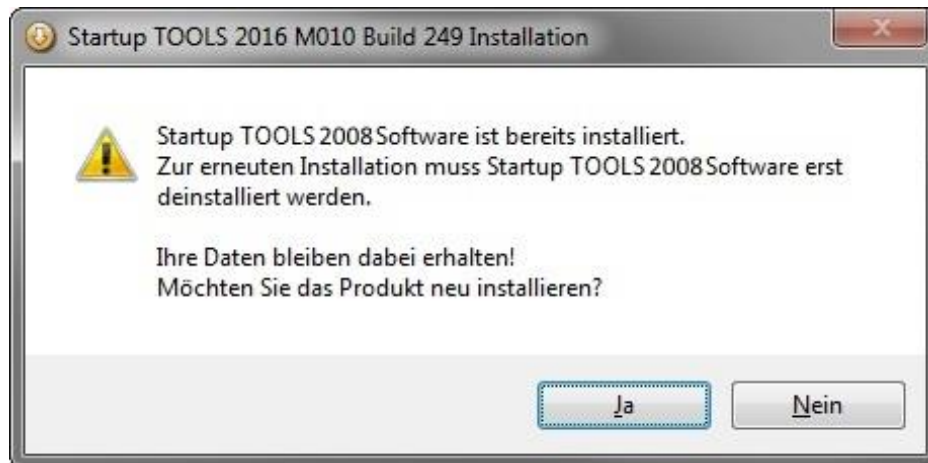 Startup TOOLS 2016 M010 Build 249 Installation
Startup TOOLS 2008 Software ist bereits installiert.
Zur erneuten Installation muss Startup TOOLS 2008 Software erst
deinstalliert werden.
Ihre Daten bleiben dabei erhalten!
Möchten Sie das Produkt neu installieren?
Ja
Nein